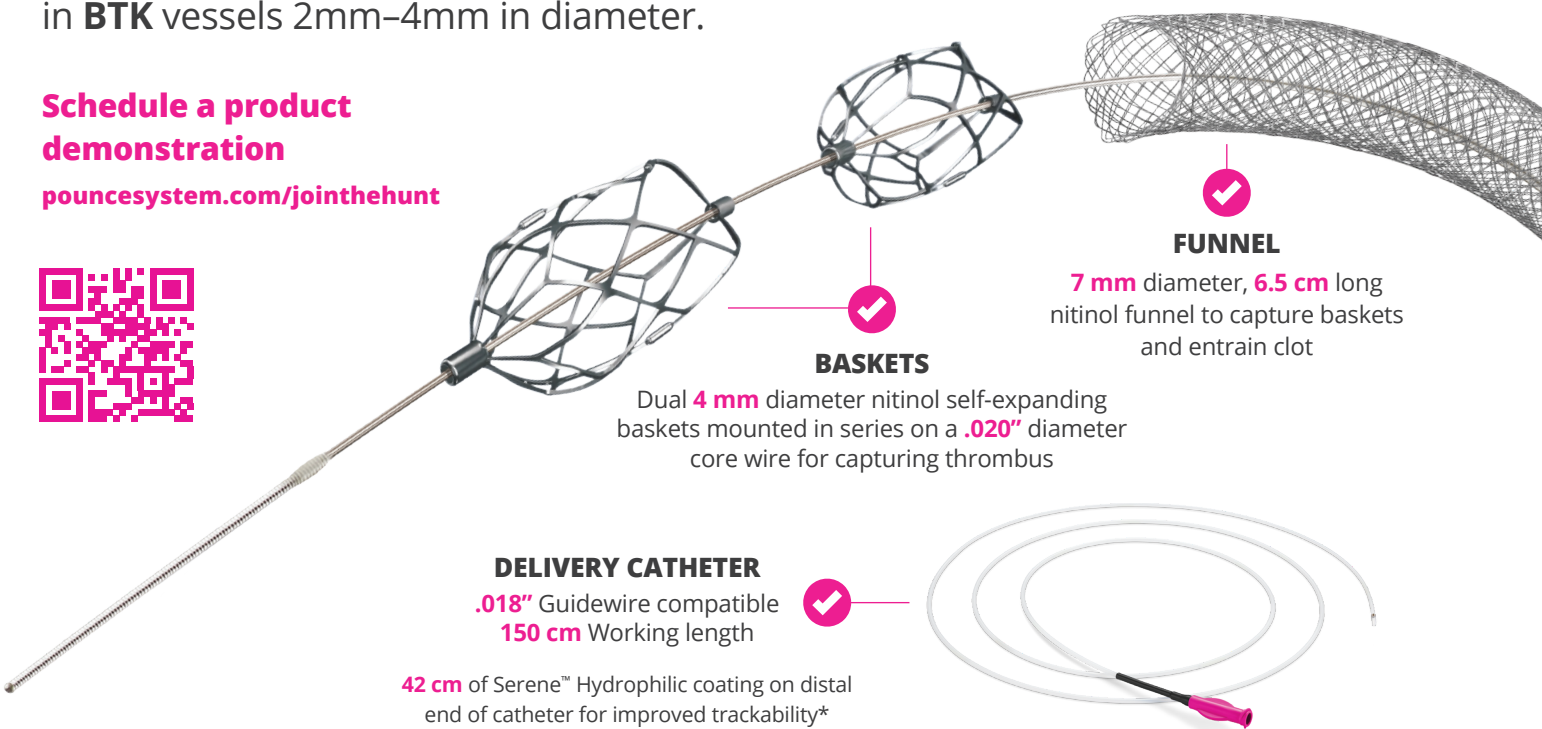 in BTK vessels 2mm–4mm in diameter.
Schedule a product
demonstration
pouncesystem.com/jointhehunt
FUNNEL
7 mm diameter, 6.5 cm long
nitinol funnel to capture baskets
and entrain clot
BASKETS
Dual 4 mm diameter nitinol self-expanding
baskets mounted in series on a .020” diameter
core wire for capturing thrombus
DELIVERY CATHETER
.018” Guidewire compatible
150 cm Working length
42 cm of Serene™ Hydrophilic coating on distal
end of catheter for improved trackability*